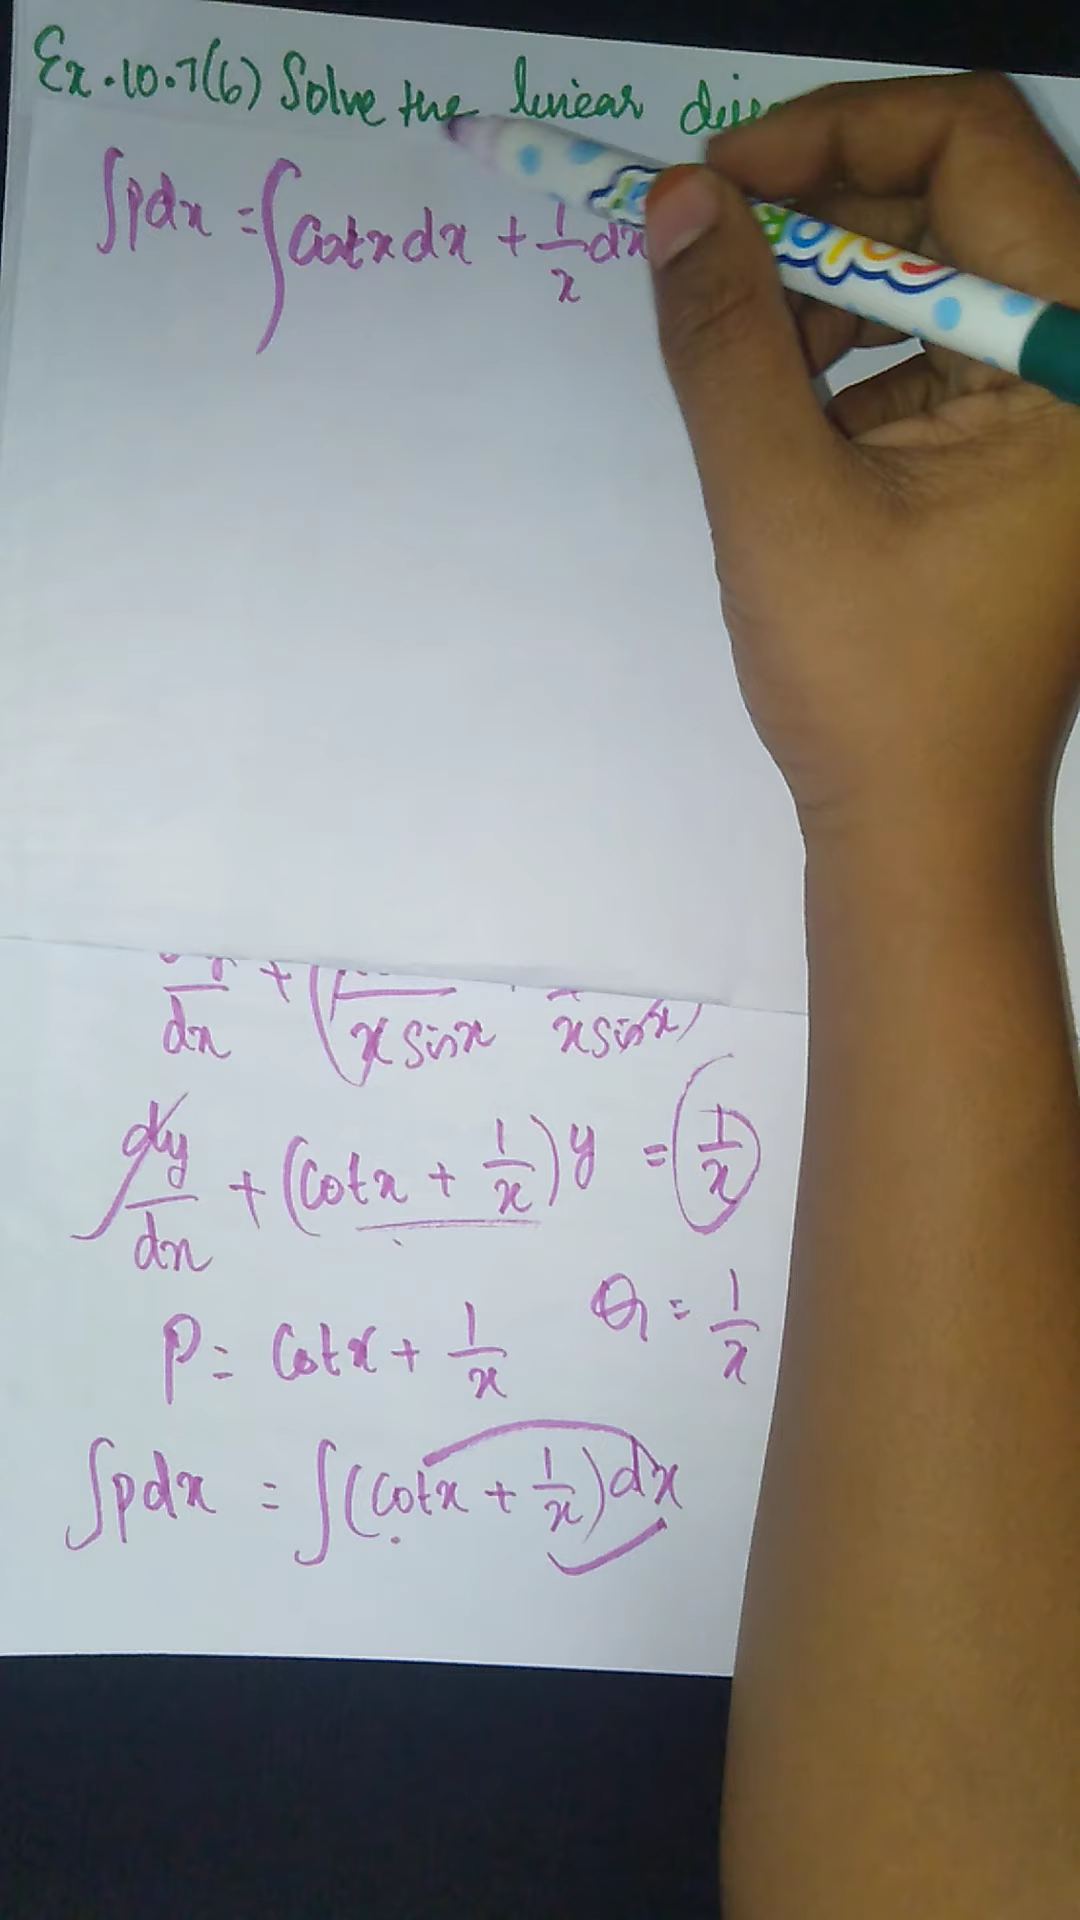 Ex.10.7(6) Solve the linear
∫pdx = ∫cotx dx + 1/x dx
dx + ( x sinx x sinx )
dy/dx + (cotx + 1/x) y = 1/x
P = cotx + 1/x Q = 1/x
∫pdx = ∫(cotx + 1/x) dx